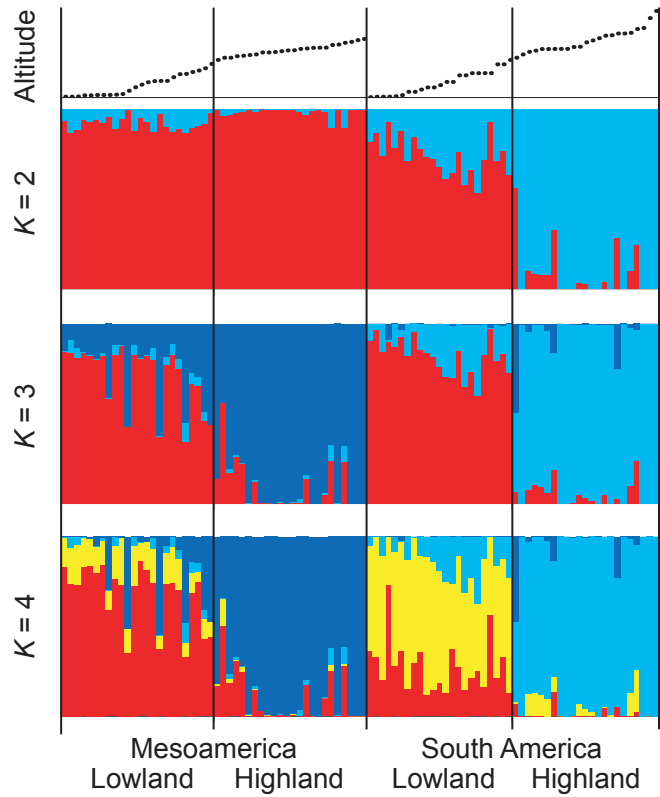 Altitude
K = 2
K = 3
K = 4
Mesoamerica South America
Lowland Highland Lowland Highland